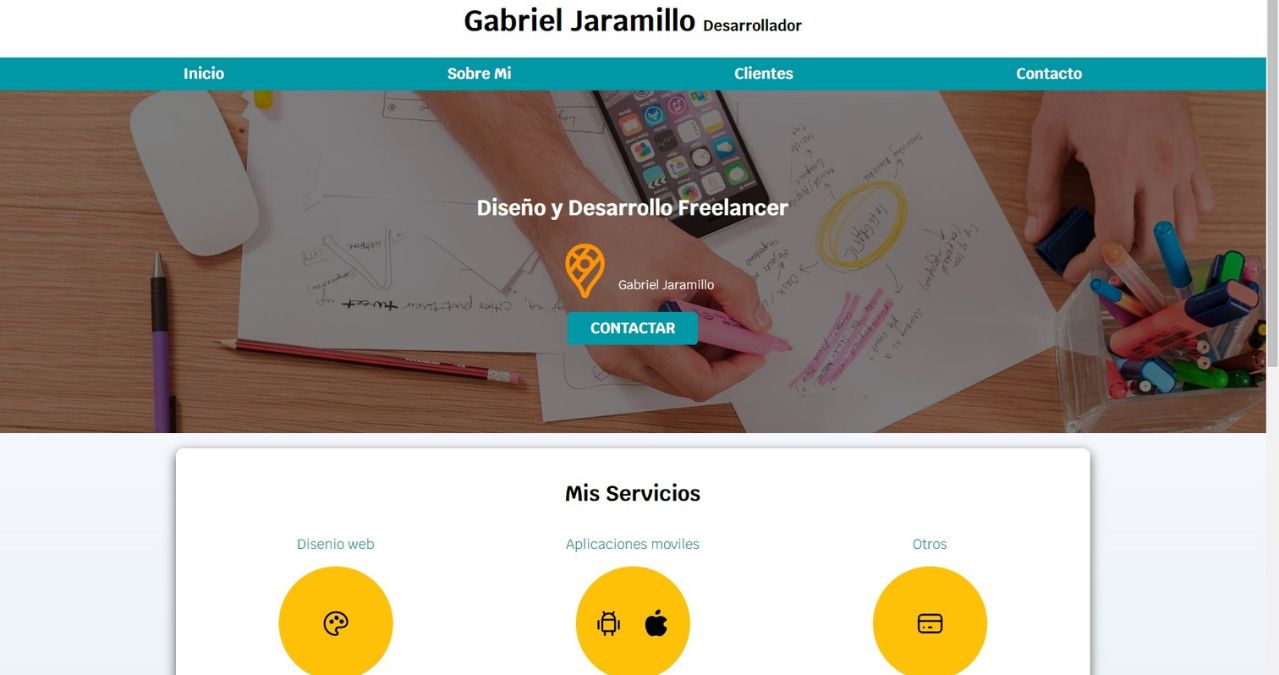 Gabriel Jaramillo Desarrollador
Inicio Sobre Mi Clientes Contacto
Diseño y Desarrollo Freelancer
Gabriel Jaramillo
CONTACTAR
Mis Servicios
Disenio web Aplicaciones moviles Otros